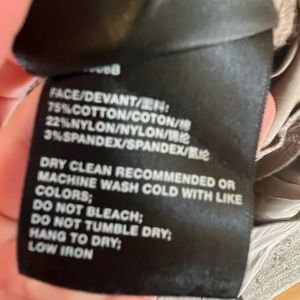 FACE/DEVANT/面料:
75%COTTON/COTON/棉
22%NYLON/NYLON/锦纶
3%SPANDEX/SPANDEX/氨纶
DRY CLEAN RECOMMENDED OR
MACHINE WASH COLD WITH LIKE
COLORS;
DO NOT BLEACH;
DO NOT TUMBLE DRY;
HANG TO DRY;
LOW IRON